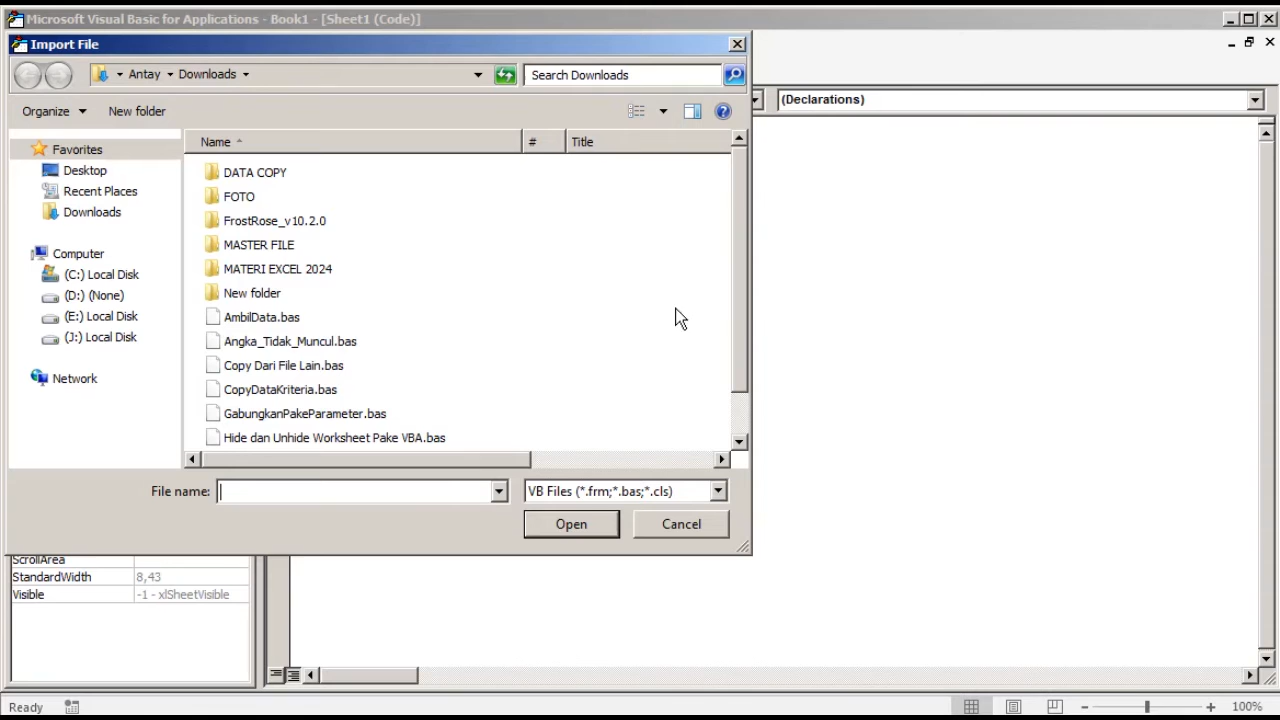 Microsoft Visual Basic for Applications - Book1 - [Sheet1 (Code)]
Import File
Antay Downloads
Search Downloads
Organize
New folder
(Declarations)
Name
#
Title
Favorites
Desktop
Recent Places
Downloads
Computer
(C:) Local Disk
(D:) (None)
(E:) Local Disk
(J:) Local Disk
Network
DATA COPY
FOTO
FrostRose_v10.2.0
MASTER FILE
MATERI EXCEL 2024
New folder
AmbilData.bas
Angka_Tidak_Muncul.bas
Copy Dari File Lain.bas
CopyDataKriteria.bas
GabungkanPakeParameter.bas
Hide dan Unhide Worksheet Pake VBA.bas
File name:
VB Files (*.frm;*.bas;*.cls)
Open
Cancel
ScrollArea
StandardWidth 8,43
Visible -1 - xlSheetVisible
Ready
100%